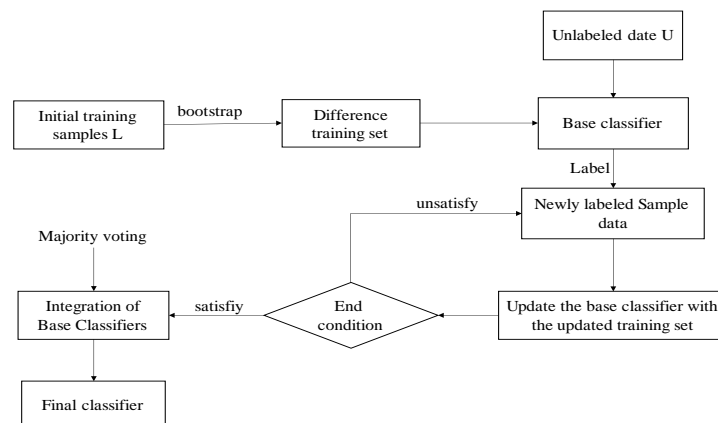 Unlabeled date U
Initial training
samples L
bootstrap
Difference
training set
Base classifier
Label
unsatisfy
Newly labeled Sample
data
Majority voting
Integration of
Base Classifiers
satisfiy
End
condition
Update the base classifier with
the updated training set
Final classifier